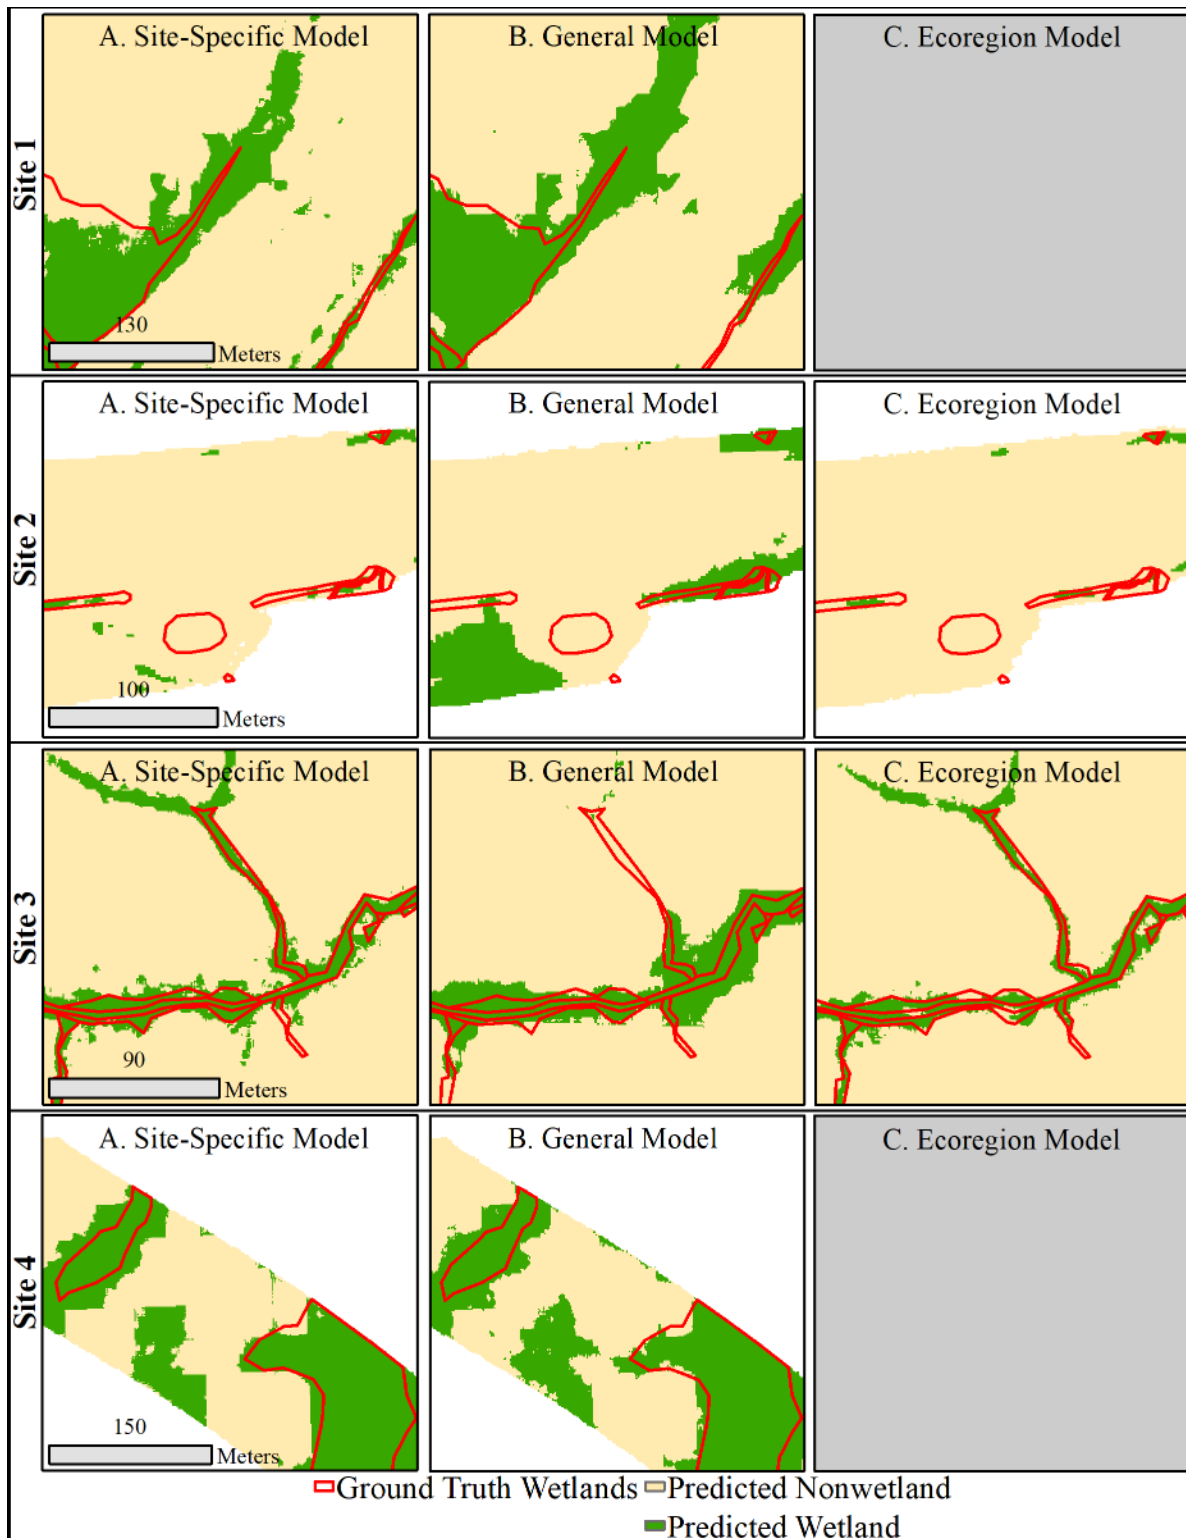 A. Site-Specific Model
B. General Model
C. Ecoregion Model
Site 1
130
Meters
A. Site-Specific Model
B. General Model
C. Ecoregion Model
Site 2
100
Meters
A. Site-Specific Model
B. General Model
C. Ecoregion Model
Site 3
90
Meters
A. Site-Specific Model
B. General Model
C. Ecoregion Model
Site 4
150
Meters
Ground Truth Wetlands
Predicted Nonwetland
Predicted Wetland